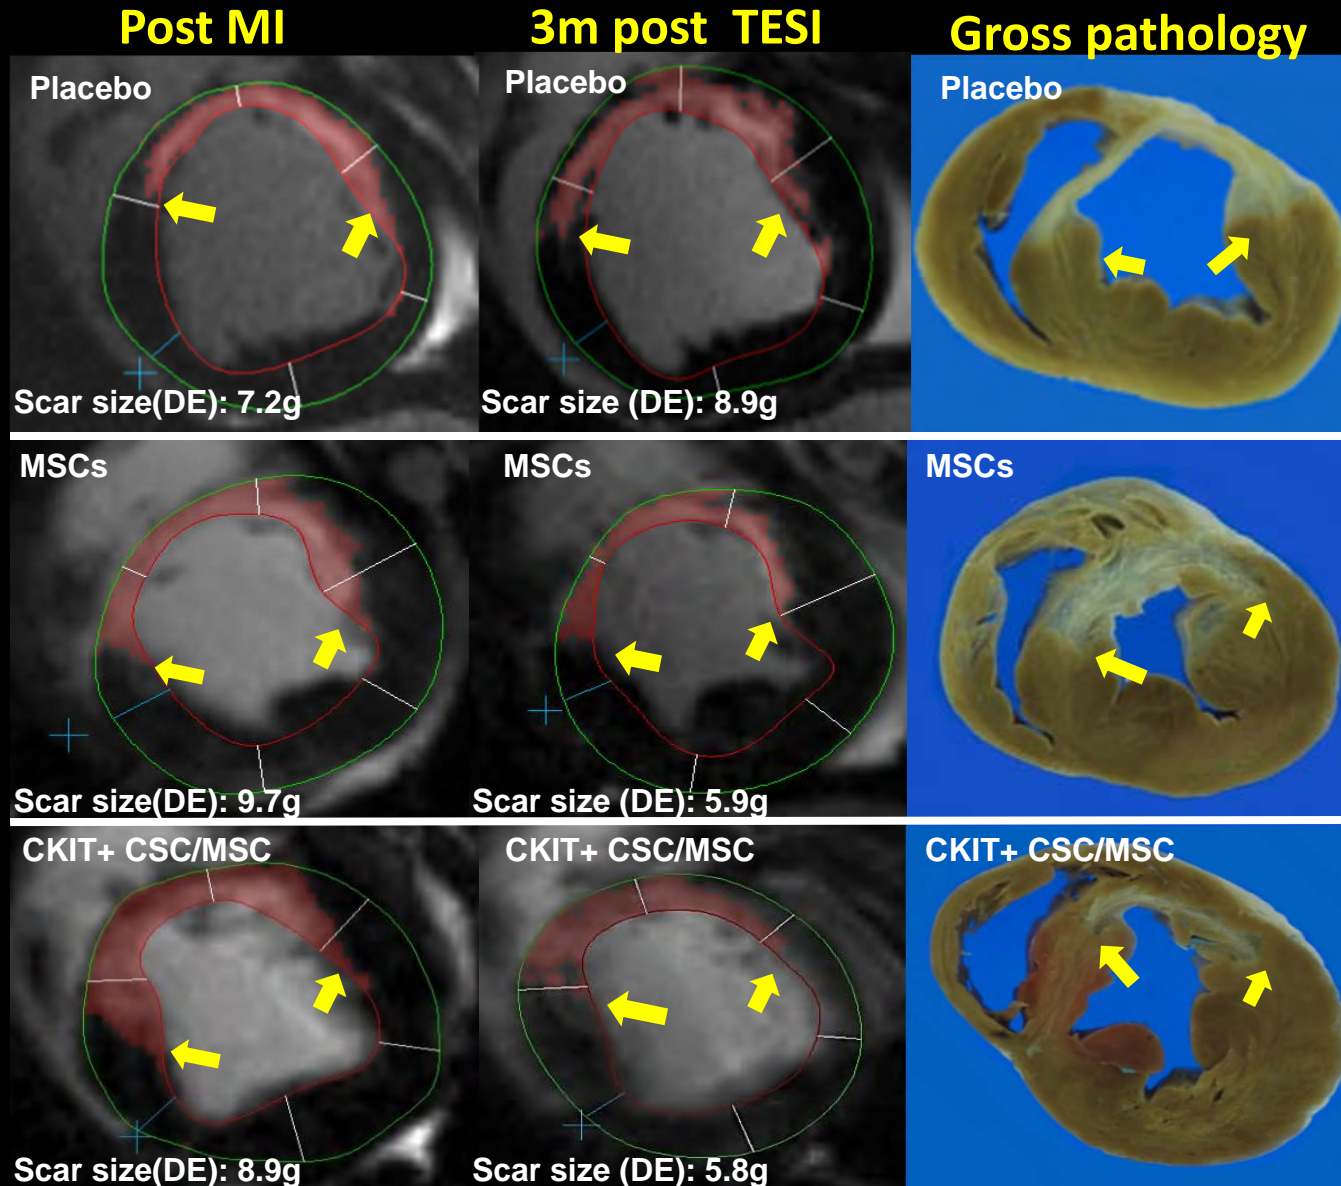 Post MI
3m post TESI
Gross pathology
Placebo
Placebo
Placebo
Scar size(DE): 7.2g
Scar size (DE): 8.9g
MSCs
MSCs
MSCs
Scar size(DE): 9.7g
Scar size (DE): 5.9g
CKIT+ CSC/MSC
CKIT+ CSC/MSC
CKIT+ CSC/MSC
Scar size(DE): 8.9g
Scar size (DE): 5.8g